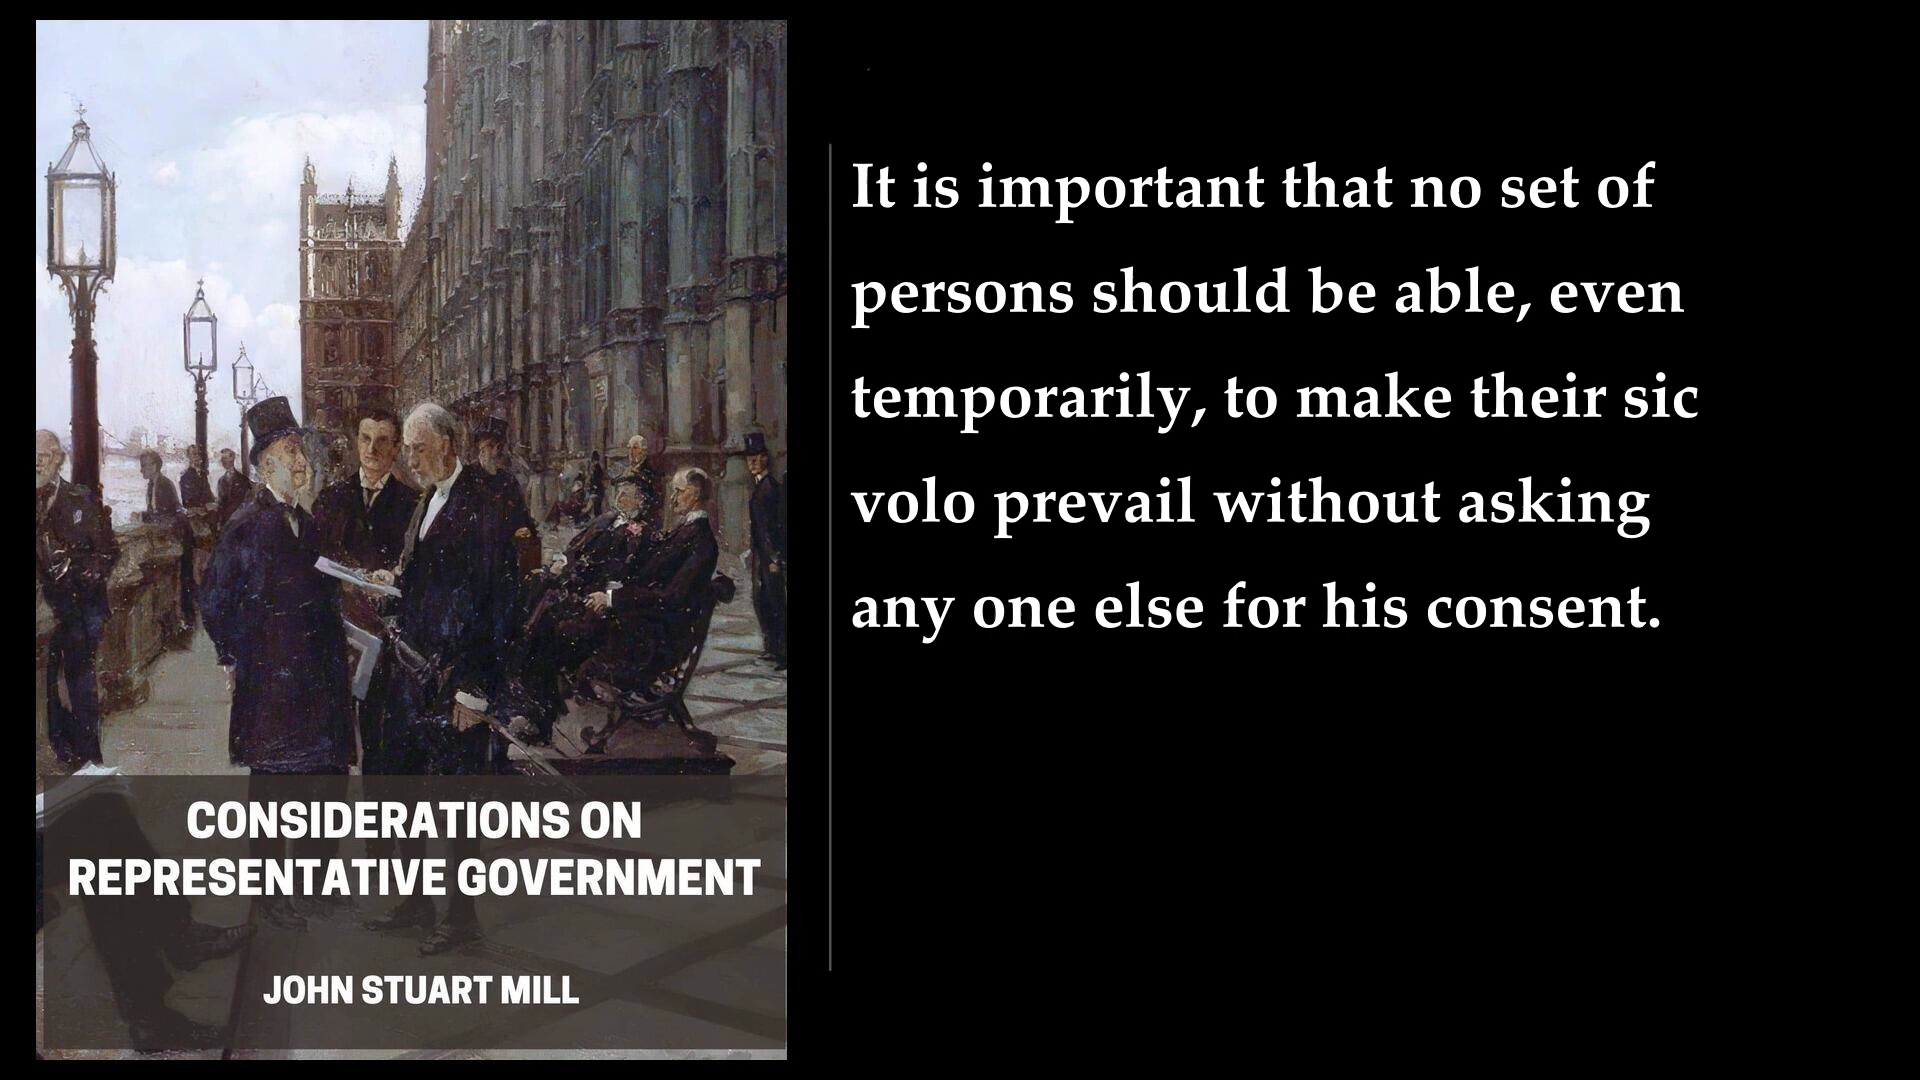 It is important that no set of
persons should be able, even
temporarily, to make their sic
volo prevail without asking
any one else for his consent.
CONSIDERATIONS ON
REPRESENTATIVE GOVERNMENT
JOHN STUART MILL